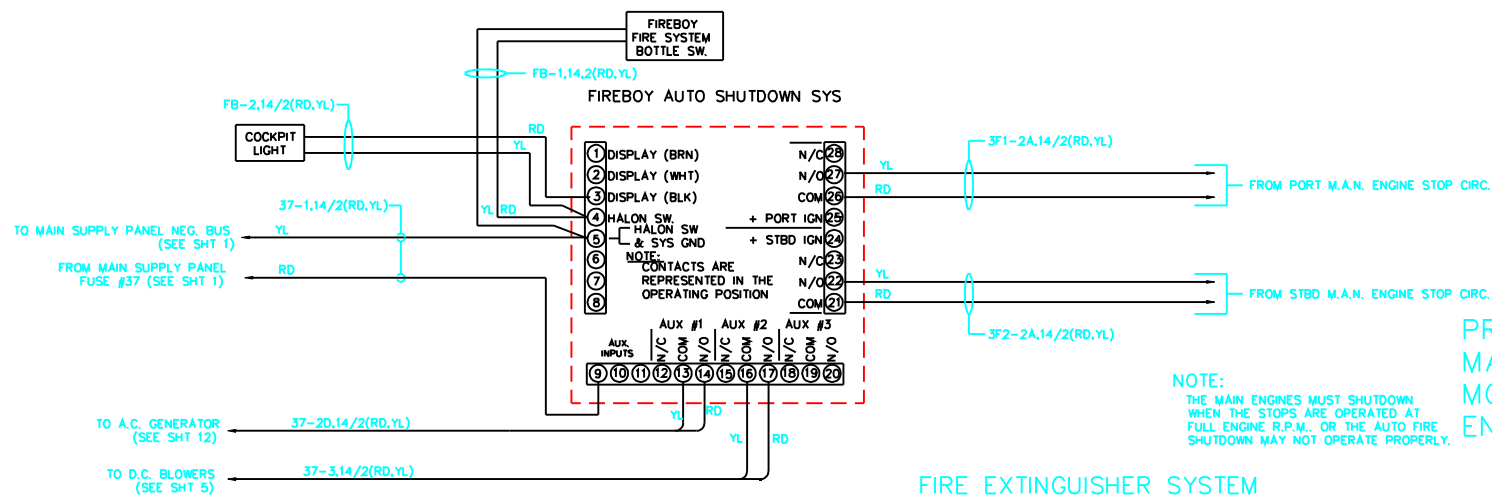 FIREBOY
FIRE SYSTEM
BOTTLE SW.
FB-1,14,2(RD,YL)
FIREBOY AUTO SHUTDOWN SYS
FB-2,14/2(RD,YL)
COCKPIT
LIGHT
RD
YL
37-1,14/2(RD,YL)
YL RD
TO MAIN SUPPLY PANEL NEG. BUS
(SEE SHT 1)
YL
FROM MAIN SUPPLY PANEL
FUSE #37 (SEE SHT 1)
RD
1 DISPLAY (BRN)
2 DISPLAY (WHT)
3 DISPLAY (BLK)
4 HALON SW.
5 HALON SW
& SYS GND
6
7
8
NOTE:
CONTACTS ARE
REPRESENTED IN THE
OPERATING POSITION
N/C 28
N/O 27
COM 26
+ PORT IGN 25
+ STBD IGN 24
N/C 23
N/O 22
COM 21
YL
RD
3F1-2A,14/2(RD,YL)
FROM PORT M.A.N. ENGINE STOP CIRC.
YL
RD
3F2-2A,14/2(RD,YL)
FROM STBD M.A.N. ENGINE STOP CIRC.
AUX.
INPUTS
AUX #1 AUX #2 AUX #3
N/C COM N/O N/C COM N/O N/C COM N/O
9 10 11 12 13 14 15 16 17 18 19 20
YL RD
YL RD
TO A.C. GENERATOR
(SEE SHT 12)
37-2D,14/2(RD,YL)
TO D.C. BLOWERS
(SEE SHT 5)
37-3,14/2(RD,YL)
NOTE:
THE MAIN ENGINES MUST SHUTDOWN
WHEN THE STOPS ARE OPERATED AT
FULL ENGINE R.P.M.. OR THE AUTO FIRE
SHUTDOWN MAY NOT OPERATE PROPERLY.
PR
MA
MO
EN
FIRE EXTINGUISHER SYSTEM